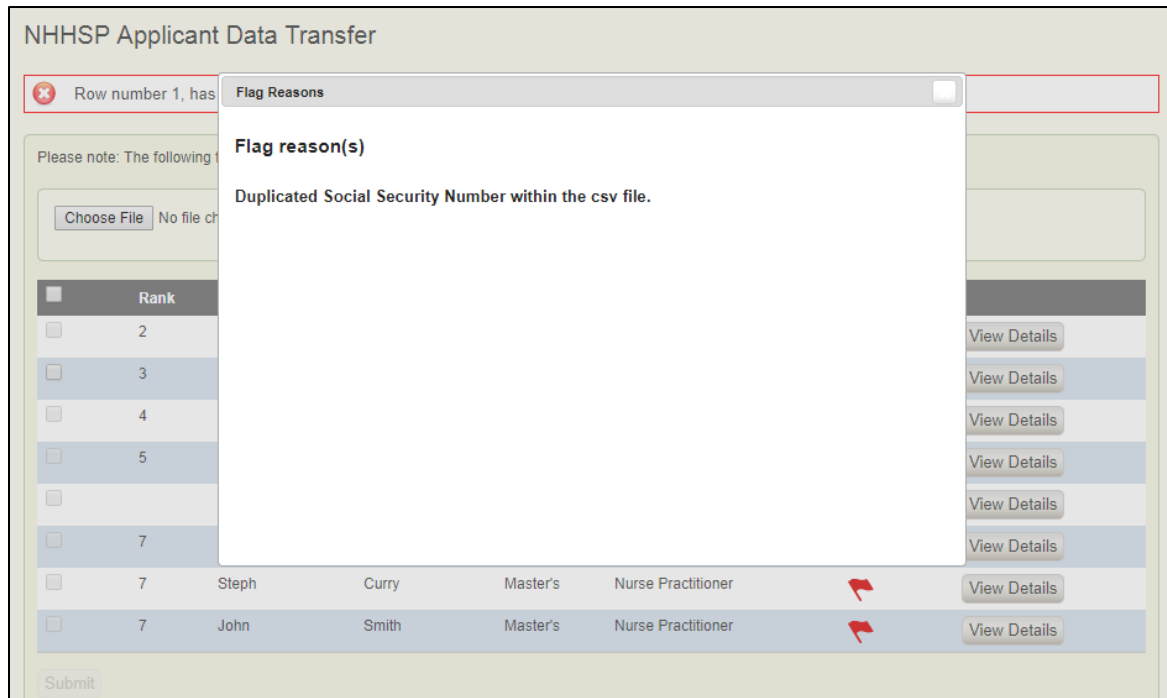 NHHSP Applicant Data Transfer
Row number 1, has
Flag Reasons
Please note: The following
Flag reason(s)
Duplicated Social Security Number within the csv file.
Choose File No file ch
Rank
2 View Details
3 View Details
4 View Details
5 View Details
View Details
7 View Details
7 Steph Curry Master's Nurse Practitioner View Details
7 John Smith Master's Nurse Practitioner View Details
Submit